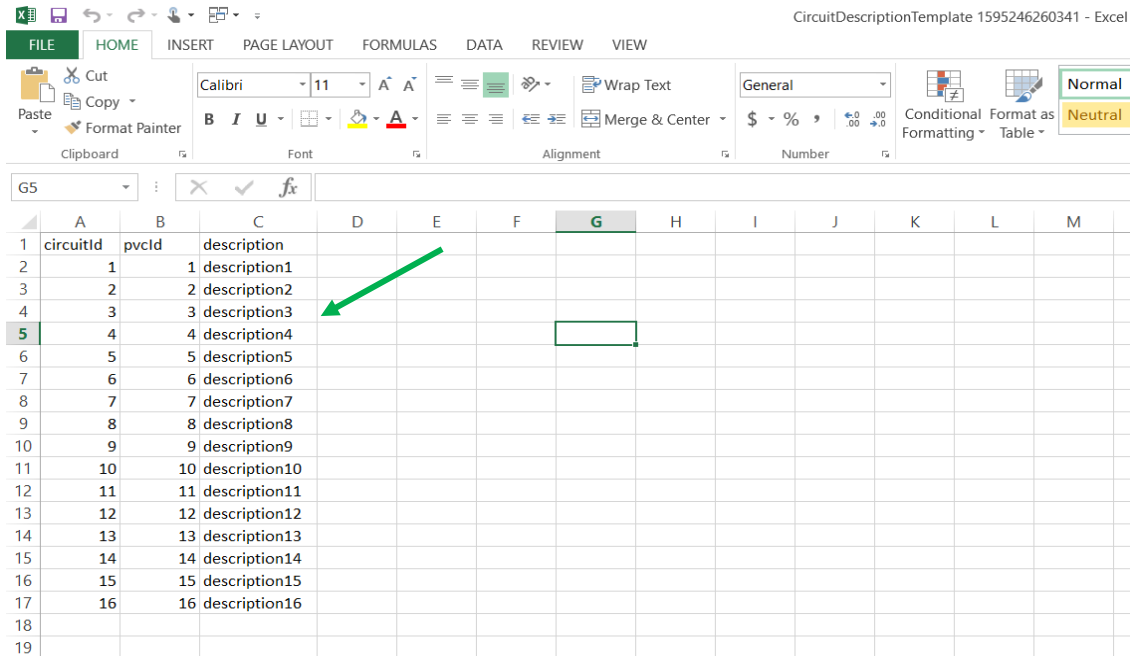 CircuitDescriptionTemplate 1595246260341 - Excel
FILE HOME INSERT PAGE LAYOUT FORMULAS DATA REVIEW VIEW
Cut
Copy
Format Painter
Paste
Clipboard
Calibri 11 A A
B I U A
Font
Wrap Text
Merge & Center
Alignment
General
$ % , .00 .0
Number
Conditional Formatting
Format as Table
Normal
Neutral
G5 fx
A B C D E F G H I J K L M
1 circuitId pvcId description
2 1 1 description1
3 2 2 description2
4 3 3 description3
5 4 4 description4
6 5 5 description5
7 6 6 description6
8 7 7 description7
9 8 8 description8
10 9 9 description9
11 10 10 description10
12 11 11 description11
13 12 12 description12
14 13 13 description13
15 14 14 description14
16 15 15 description15
17 16 16 description16
18
19